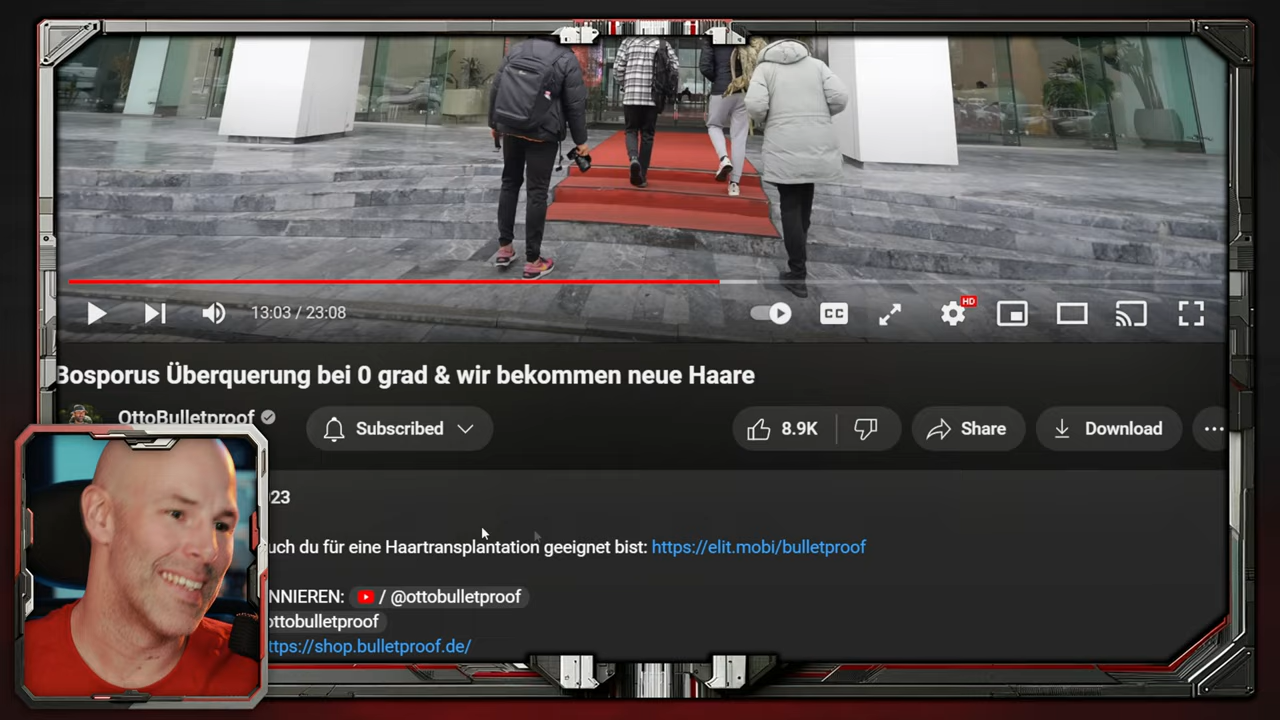 13:03 / 23:08
CC
HD
Bosporus Überquerung bei 0 grad & wir bekommen neue Haare
OttoBulletproof
Subscribed
8.9K
Share
Download
23
uch du für eine Haartransplantation geeignet bist: https://elit.mobi/bulletproof
NNIEREN: / @ottobulletproof
ottobulletproof
ttps://shop.bulletproof.de/